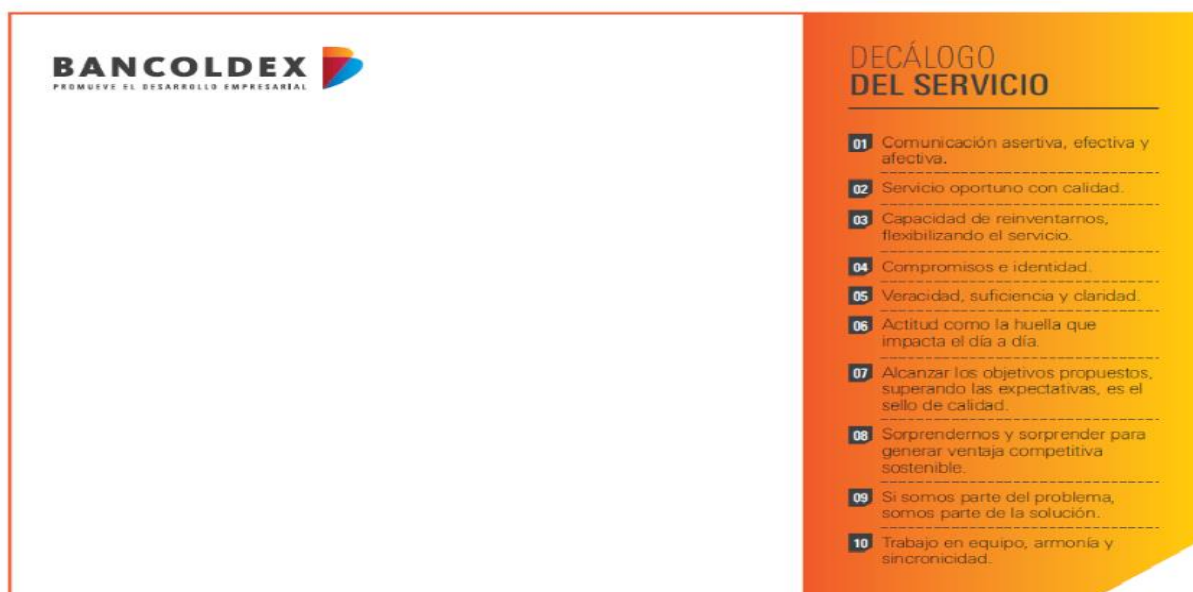 BANCOLDEX
PROMUEVE EL DESARROLLO EMPRESARIAL
DECÁLOGO
DEL SERVICIO
01 Comunicación asertiva, efectiva y
afectiva.
02 Servicio oportuno con calidad.
03 Capacidad de reinventarnos,
flexibilizando el servicio.
04 Compromisos e identidad.
05 Veracidad, suficiencia y claridad.
06 Actitud como la huella que
impacta el día a día.
07 Alcanzar los objetivos propuestos,
superando las expectativas, es el
sello de calidad.
08 Sorprendernos y sorprender para
generar ventaja competitiva
sostenible.
09 Si somos parte del problema,
somos parte de la solución.
10 Trabajo en equipo, armonía y
sincronicidad.